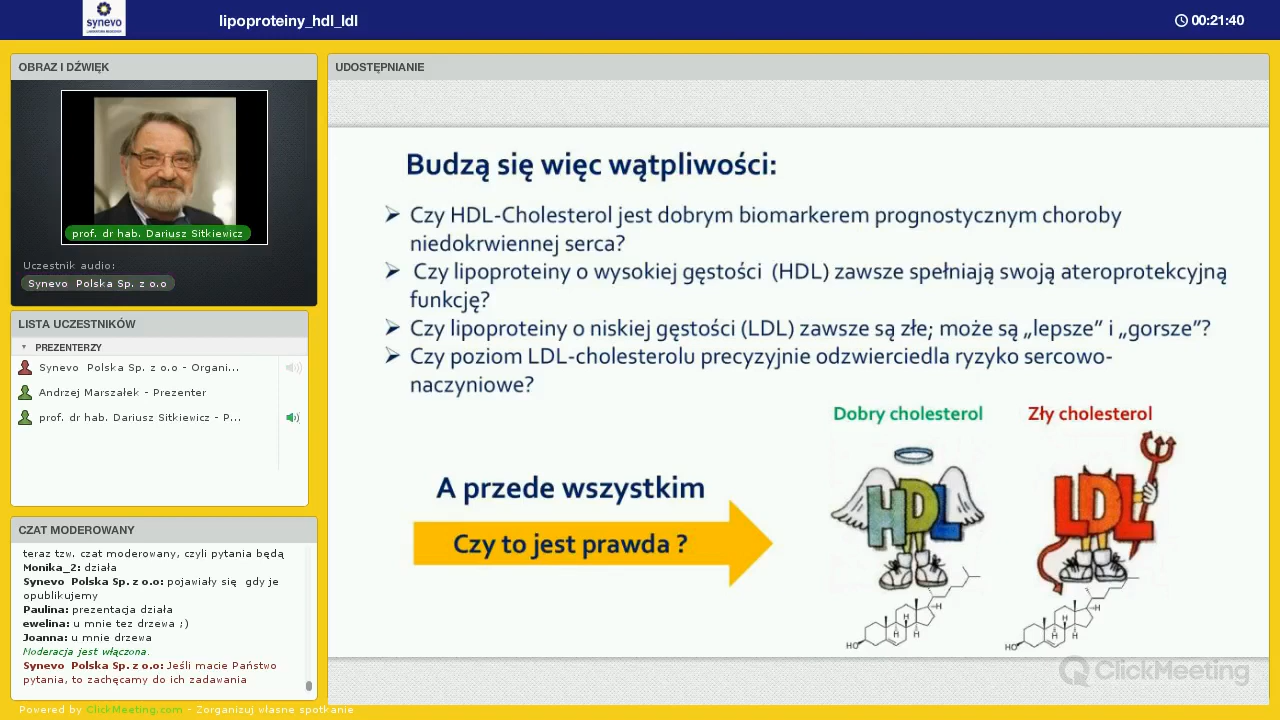 synevo
lipoproteiny_hdl_ldl
00:21:40
OBRAZ I DŹWIĘK
prof. dr hab. Dariusz Sitkiewicz
Uczestnik audio:
Synevo Polska Sp. z o.o
LISTA UCZESTNIKÓW
PREZENTERZY
Synevo Polska Sp. z o.o - Organi...
Andrzej Marszałek - Prezenter
prof. dr hab. Dariusz Sitkiewicz - P...
CZAT MODEROWANY
teraz tzw. czat moderowany, czyli pytania będą
Monika_2: działa
Synevo Polska Sp. z o.o: pojawiały się gdy je
opublikujemy
Paulina: prezentacja działa
ewelina: u mnie tez drzewa ;)
Joanna: u mnie drzewa
Moderacja jest włączona.
Synevo Polska Sp. z o.o: Jeśli macie Państwo
pytania, to zachęcamy do ich zadawania
Powered by ClickMeeting.com - Zorganizuj własne spotkanie
UDOSTĘPNIANIE
Budzą się więc wątpliwości:
Czy HDL-Cholesterol jest dobrym biomarkerem prognostycznym choroby
niedokrwiennej serca?
Czy lipoproteiny o wysokiej gęstości (HDL) zawsze spełniają swoją ateroprotekcyjną
funkcję?
Czy lipoproteiny o niskiej gęstości (LDL) zawsze są złe; może są „lepsze" i „gorsze"?
Czy poziom LDL-cholesterolu precyzyjnie odzwierciedla ryzyko sercowo-
naczyniowe?
Dobry cholesterol
Zły cholesterol
HDL
LDL
A przede wszystkim
Czy to jest prawda ?
H
H
H
HO
H
H
H
HO
ClickMeeting